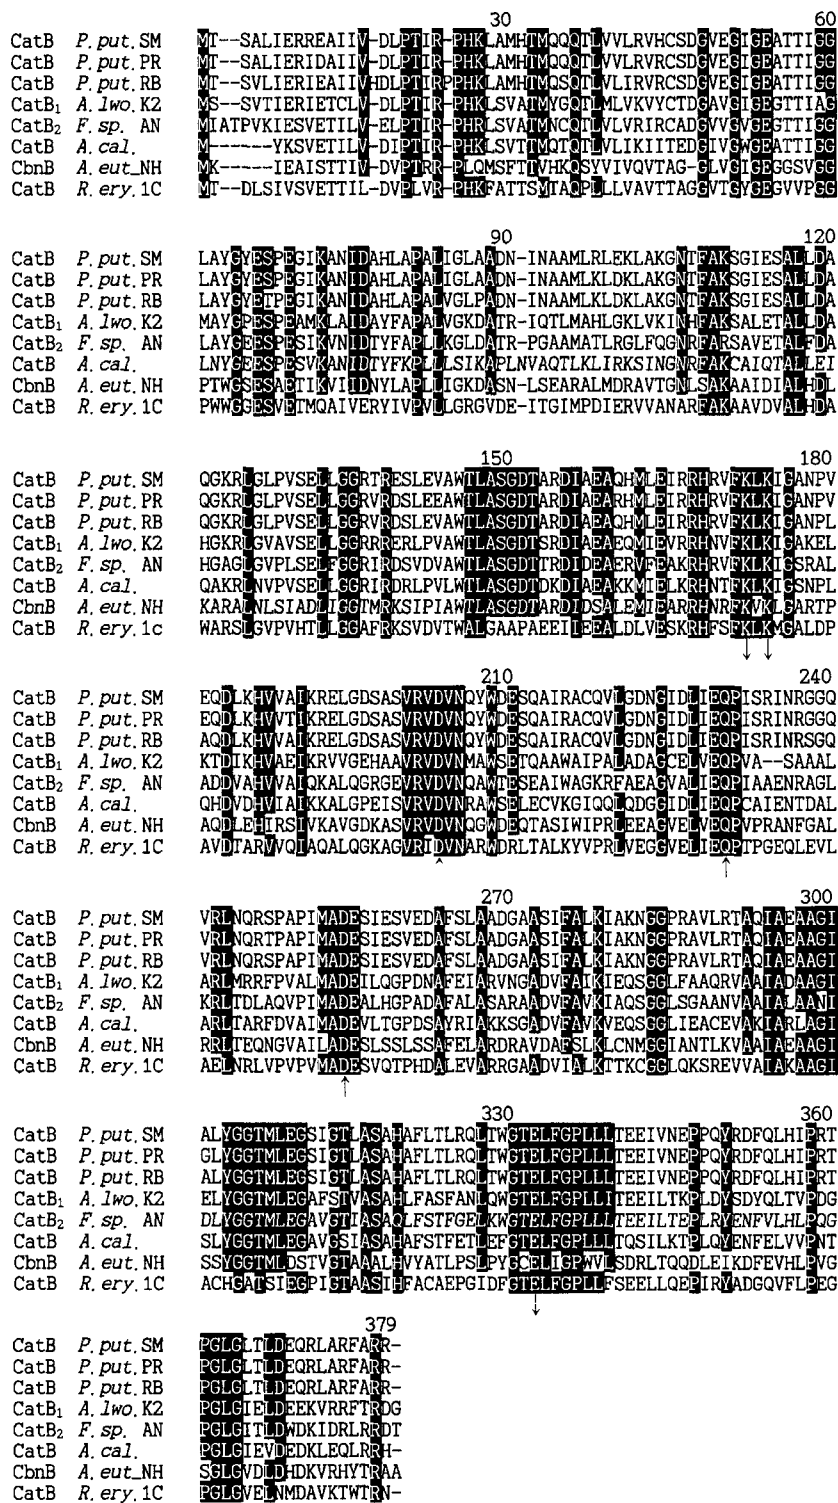 30 60
CatB P. put. SM MT--SALIERREAIIV-DLPTIR-PHKLAMHTMQQQTLVVLRVHCSDGVEGIGEATTIGG
CatB P. put. PR MT--SALIERIDAIIV-DLPTIR-PHKLAMHTMQQQTLVVLRVRCSDGVEGIGEATTIGG
CatB P. put. RB MT--SVLIERIEAIIVHDLPTIRPPHKLAMHTMQSQTLVLIRVRCSDGVEGIGEATTIGG
CatB₁ A. lwo. K2 MS--SVTIERIETCLV-DLPTIR-PHKLSVATMYGQTLMLVKVYCTDGAVGIGEGTTIAG
CatB₂ F. sp. AN MIATPVKIESVETILV-ELPTIR-PHRLSVATMNCQTLVLVRIRCADGVVGVGEGTTIGG
CatB A. cal. M----YKSVETILV-DIPTIR-PHKLSVTTMQTQTLVLIKIITEDGIVGWGEATTIGG
CbnB A. eut_NH MK-----IEAISTTIV-DVPTRR-PLQMSFTTVHKQSYVIVQVTAG-GLVGIGEGGSVGG
CatB R. ery. 1C MT--DLSIVSVETTIL-DVPLVR-PHKFATTSMTAQPLLLVAVTTAGGVTGYGEGVVPGG
90 120
CatB P. put. SM LAYGYESPEGIKANIDAHLAPALIGLAADN-INAAMLRLEKLAKGNTFAKSGIESALLDA
CatB P. put. PR LAYGYESPEGIKANIDAHLAPALIGLAADN-INAAMLKLDKLAKGNTFAKSGIESALLDA
CatB P. put. RB LAYGYETPEGIKANIDAHLAPALVGLPADN-INAAMLKLDKLAKGNTFAKSGIESALLDA
CatB₁ A. lwo. K2 MAYGPESPEAMKLAIDAYFAPALVGKDATR-IQTLMAHLGKLVKINHFAKSALETALLDA
CatB₂ F. sp. AN LAYGEESPESIKVNIDTYFAPLLKGLDATR-PGAAMATLRGLFQGNRFARSAVETALFDA
CatB A. cal. LNYGEESPESVKANIDTYFKPLLLSIKAPLNVAQTLKLIRKSINGNRFAKCAIQTALLEI
CbnB A. eut. NH PTWGSESAETIKVIIDNYLAPLLIGKDASN-LSEARALMDRAVTGNLSAKAAIDIALHDL
CatB R. ery. 1C PWWGGESVETMQAIVERYIVPVLLGRGVDE-ITGIMPDIERVVANARFAKAAVDVALHDA
150 180
CatB P. put. SM QGKRLGLPVSELLGGRTRESLEVAWTLASGDTARDIAEAQHMLEIRRHRVFKLKIGANPV
CatB P. put. PR QGKRLGLPVSELLGGRVRDSLEEAWTLASGDTARDIAEARHMLEIRRHRVFKLKIGANPV
CatB P. put. RB QGKRLGLPVSELLGGRVRDSLEVAWTLASGDTARDIAEAQHMLEIRRHRVFKLKIGANPL
CatB₁ A. lwo. K2 HGKRLGVAVSELLGGRRRERLPVAWTLASGDTSRDIAEAEQMIEVRRHNVFKLKIGAKEL
CatB₂ F. sp. AN HGAGLGVPLSELFGGRIRDSVDVAWTLASGDTTRDIDEAERVFEAKRHRVFKLKIGSRAL
CatB A. cal. QAKRLNVPVSELLGGRIRDRLPVLWTLASGDTDKDIAEAKKMIELKRHNTFKLKIGSNPL
CbnB A. eut. NH KARALNLSIADLIGGTMRKSIPIAWTLASGDTARDIDSALEMIEARRHNRFKVKLGARTP
CatB R. ery. 1c WARSLGVPVHTLLGGAFRKSVDVTWALGAAPAEEIIEEALDLVESKRHFSFKLKMGALDP
210 240
CatB P. put. SM EQDLKHVVAIKRELGDSASVRVDVNQYWDESQAIRACQVLGDNGIDLIEQPISRINRGGQ
CatB P. put. PR EQDLKHVVTIKRELGDSASVRVDVNQYWDESQAIRACQVLGDNGIDLIEQPISRINRGGQ
CatB P. put. RB AQDLKHVVAIKRELGDSASVRVDVNQYWDESQAIRACQVLGDNGIDLIEQPISRINRSGQ
CatB₁ A. lwo. K2 KTDIKHVAEIKRVVGEHAAVRVDVNMAWSETQAAWAIPALADAGCELVEQPVA--SAAAL
CatB₂ F. sp. AN ADDVAHVVAIQKALQGRGEVRVDVNQAWTESEAIWAGKRFAEAGVALIEQPIAAENRAGL
CatB A. cal. QHDVDHVIAIKKALGPEISVRVDVNRAWSELECVKGIQQLQDGGIDLIEQPCAIENTDAL
CbnB A. eut. NH AQDLEHIRSLVKAVGDKASVRVDVNQGWDEQTASIWIPRLEEAGVELVEQPVPRANFGAL
CatB R. ery. 1C AVDTARVVQIAQALQGKAGVRIDVNARWDRLTALKYVPRLVEGGVELIEQPTPGEQLEVL
270 300
CatB P. put. SM VRLNQRSPAPIMADESIESVEDAFSLAADGAASIFALKIAKNGGPRAVLRTAQIAEAAGI
CatB P. put. PR VRLNQRTPAPIMADESIESVEDAFSLAADGAASIFALKIAKNGGPRAVLRTAQIAEAAGI
CatB P. put. RB VRLNQRSPAPIMADESIESVEDAFSLAADGAASIFALKIAKNGGPRAVLRTAQIAEAAGI
CatB₁ A. lwo. K2 ARLMRRFPVALMADEILQGPDNAFEIARVNGADVFAIKIEQSGGLFAAQRVAAIADAAGI
CatB₂ F. sp. AN KRLTDLAQVPIMADEALHGPADAFALASARAADVFAVKIAQSGGLSGAANVAAIALAANI
CatB A. cal. ARLTARFDVAIMADEVLTGPDSAYRIAKKSGADVFAVKVEQSGGLIEACEVAKIARLAGI
CbnB A. eut. NH RRLTEQNGVAILADESLSSLSSAFELARDRAVDAFSLKLCNMGGIANTLKVAAIAEAAGI
CatB R. ery. 1C AELNRLVPVPVMADESVQTPHDALEVARRGAADVIALKTTKCGGLQKSREVVAIAKAAGI
330 360
CatB P. put. SM ALYGGTMLEGSIGTLASAHAFLTLRQLTWGTELFGPLLLTEEIVNEPPQYRDFQLHIPRT
CatB P. put. PR GLYGGTMLEGSIGTLASAHAFLTLRQLTWGTELFGPLLLTEEIVNEPPQYRDFQLHIPRT
CatB P. put. RB ALYGGTMLEGSIGTLASAHAFLTLRQLTWGTELFGPLLLTEEIVNEPPQYRDFQLHIPRT
CatB₁ A. lwo. K2 ELYGGTMLEGAFSTVASAHLFASFANLQWGTELFGPLLITEEILTKPLDYSDYQLTVPDG
CatB₂ F. sp. AN DLYGGTMLEGAVGTIASAQLFSTFGELKWGTELFGPLLLTEEILTEPLRYENFVLHLPQG
CatB A. cal. SLYGGTMLEGAVGSIASAHLFSTFETLEFGTELFGPLLLTQSILKTPLQYENFELVVPNT
CbnB A. eut. NH SSYGGTMLDSTVGTAAALHVYATLPSLPYGCELIGPWVLSDRLTQQDLEIKDFEVHLPVG
CatB R. ery. 1C ACHGATSIEGPIGTAASIHFACAEPGIDFGTELFGPLLFSEELLQEPIRYADGQVFLPEG
379
CatB P. put. SM PGLGLTLDEQRLARFARR-
CatB P. put. PR PGLGLTLDEQRLARFARR-
CatB P. put. RB PGLGLTLDEQRLARFARR-
CatB₁ A. lwo. K2 PGLGIELDEEKVRRFTRDG
CatB₂ F. sp. AN PGLGITLDWDKIDRLRRDT
CatB A. cal. PGLGIEVDEDKLEQLRRH-
CbnB A. eut_NH SGLGVDLDHDKVRHYTRAA
CatB R. ery. 1C PGLGVELNMDAVKTWTRN-